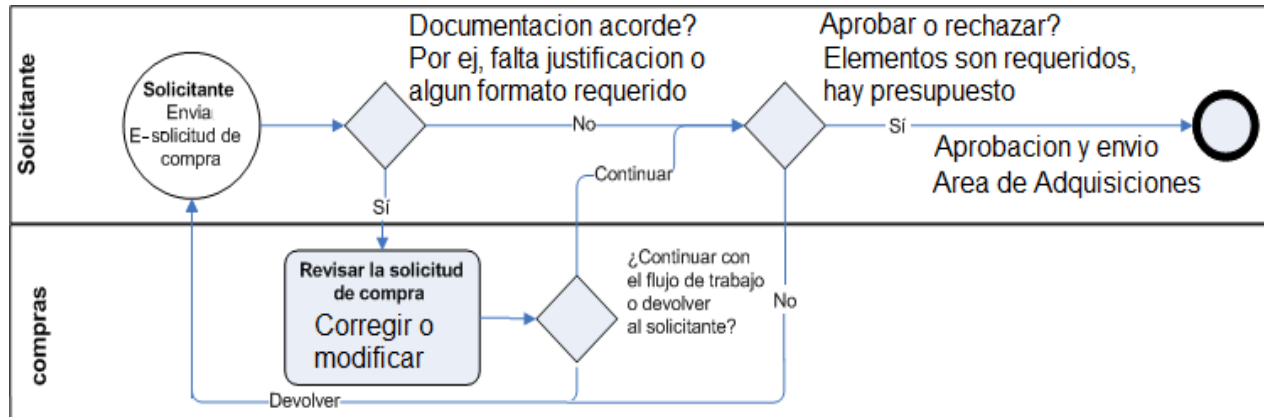 Solicitante
Solicitante
Envia
E-solicitud de
compra
Documentacion acorde?
Por ej, falta justificacion o
algun formato requerido
No
Sí
Continuar
Aprobar o rechazar?
Elementos son requeridos,
hay presupuesto
Sí
Aprobacion y envio
Area de Adquisiciones
compras
Revisar la solicitud
de compra
Corregir o
modificar
¿Continuar con
el flujo de trabajo
o devolver
al solicitante?
No
Devolver